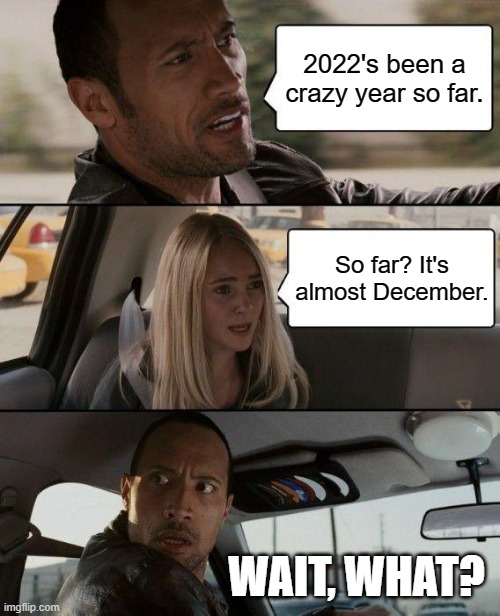 2022's been a
crazy year so far.
So far? It's
almost December.
WAIT, WHAT?
imgflip.com